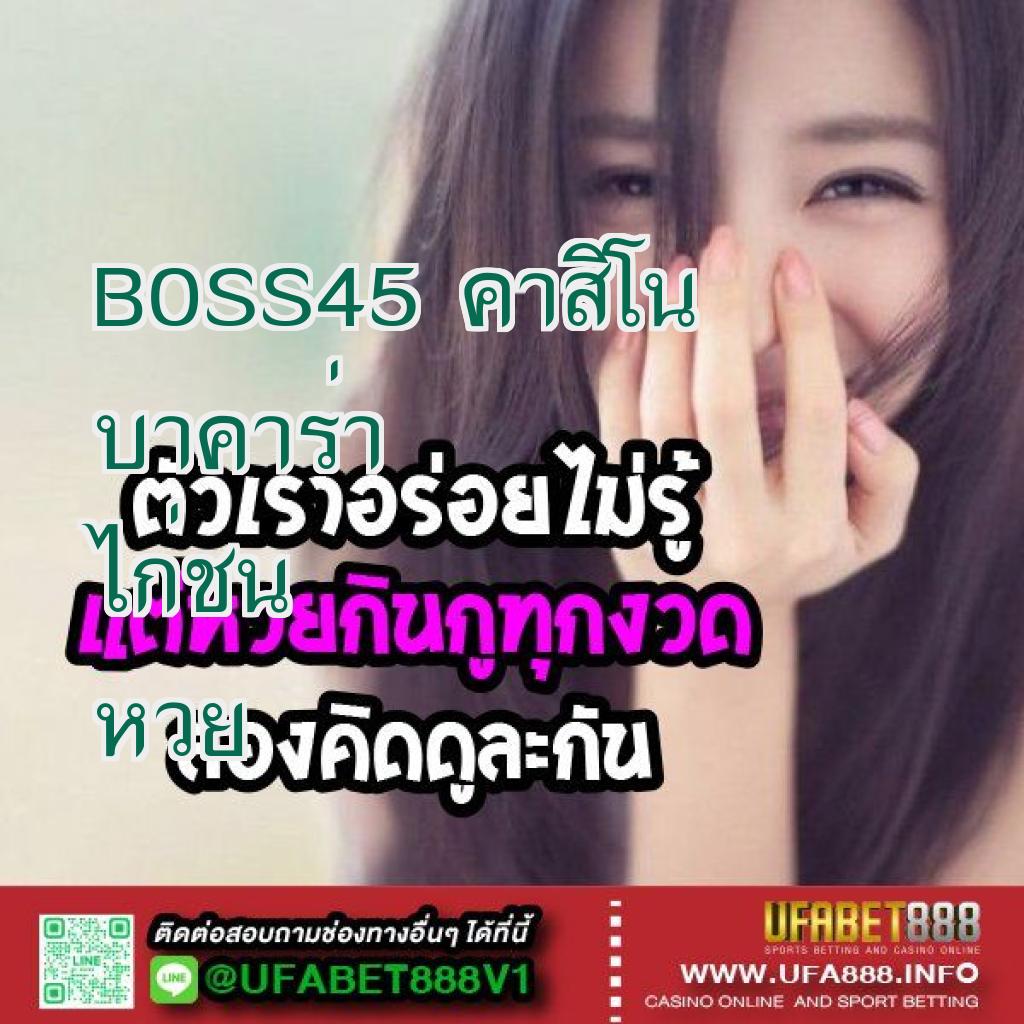 BOSS45 คาสิโน
บาคาร่า
ตัวเราอร่อยไม่รู้
ไก่ชน
แต่หวยกินกูทุกงวด
หวย
ลองคิดดูละกัน
ติดต่อสอบถามช่องทางอื่นๆ ได้ที่นี้
LINE
LINE
@UFABET888V1
UFABET888
SPORTS BETTING AND CASINO ONLINE
WWW.UFA888.INFO
CASINO ONLINE AND SPORT BETTING